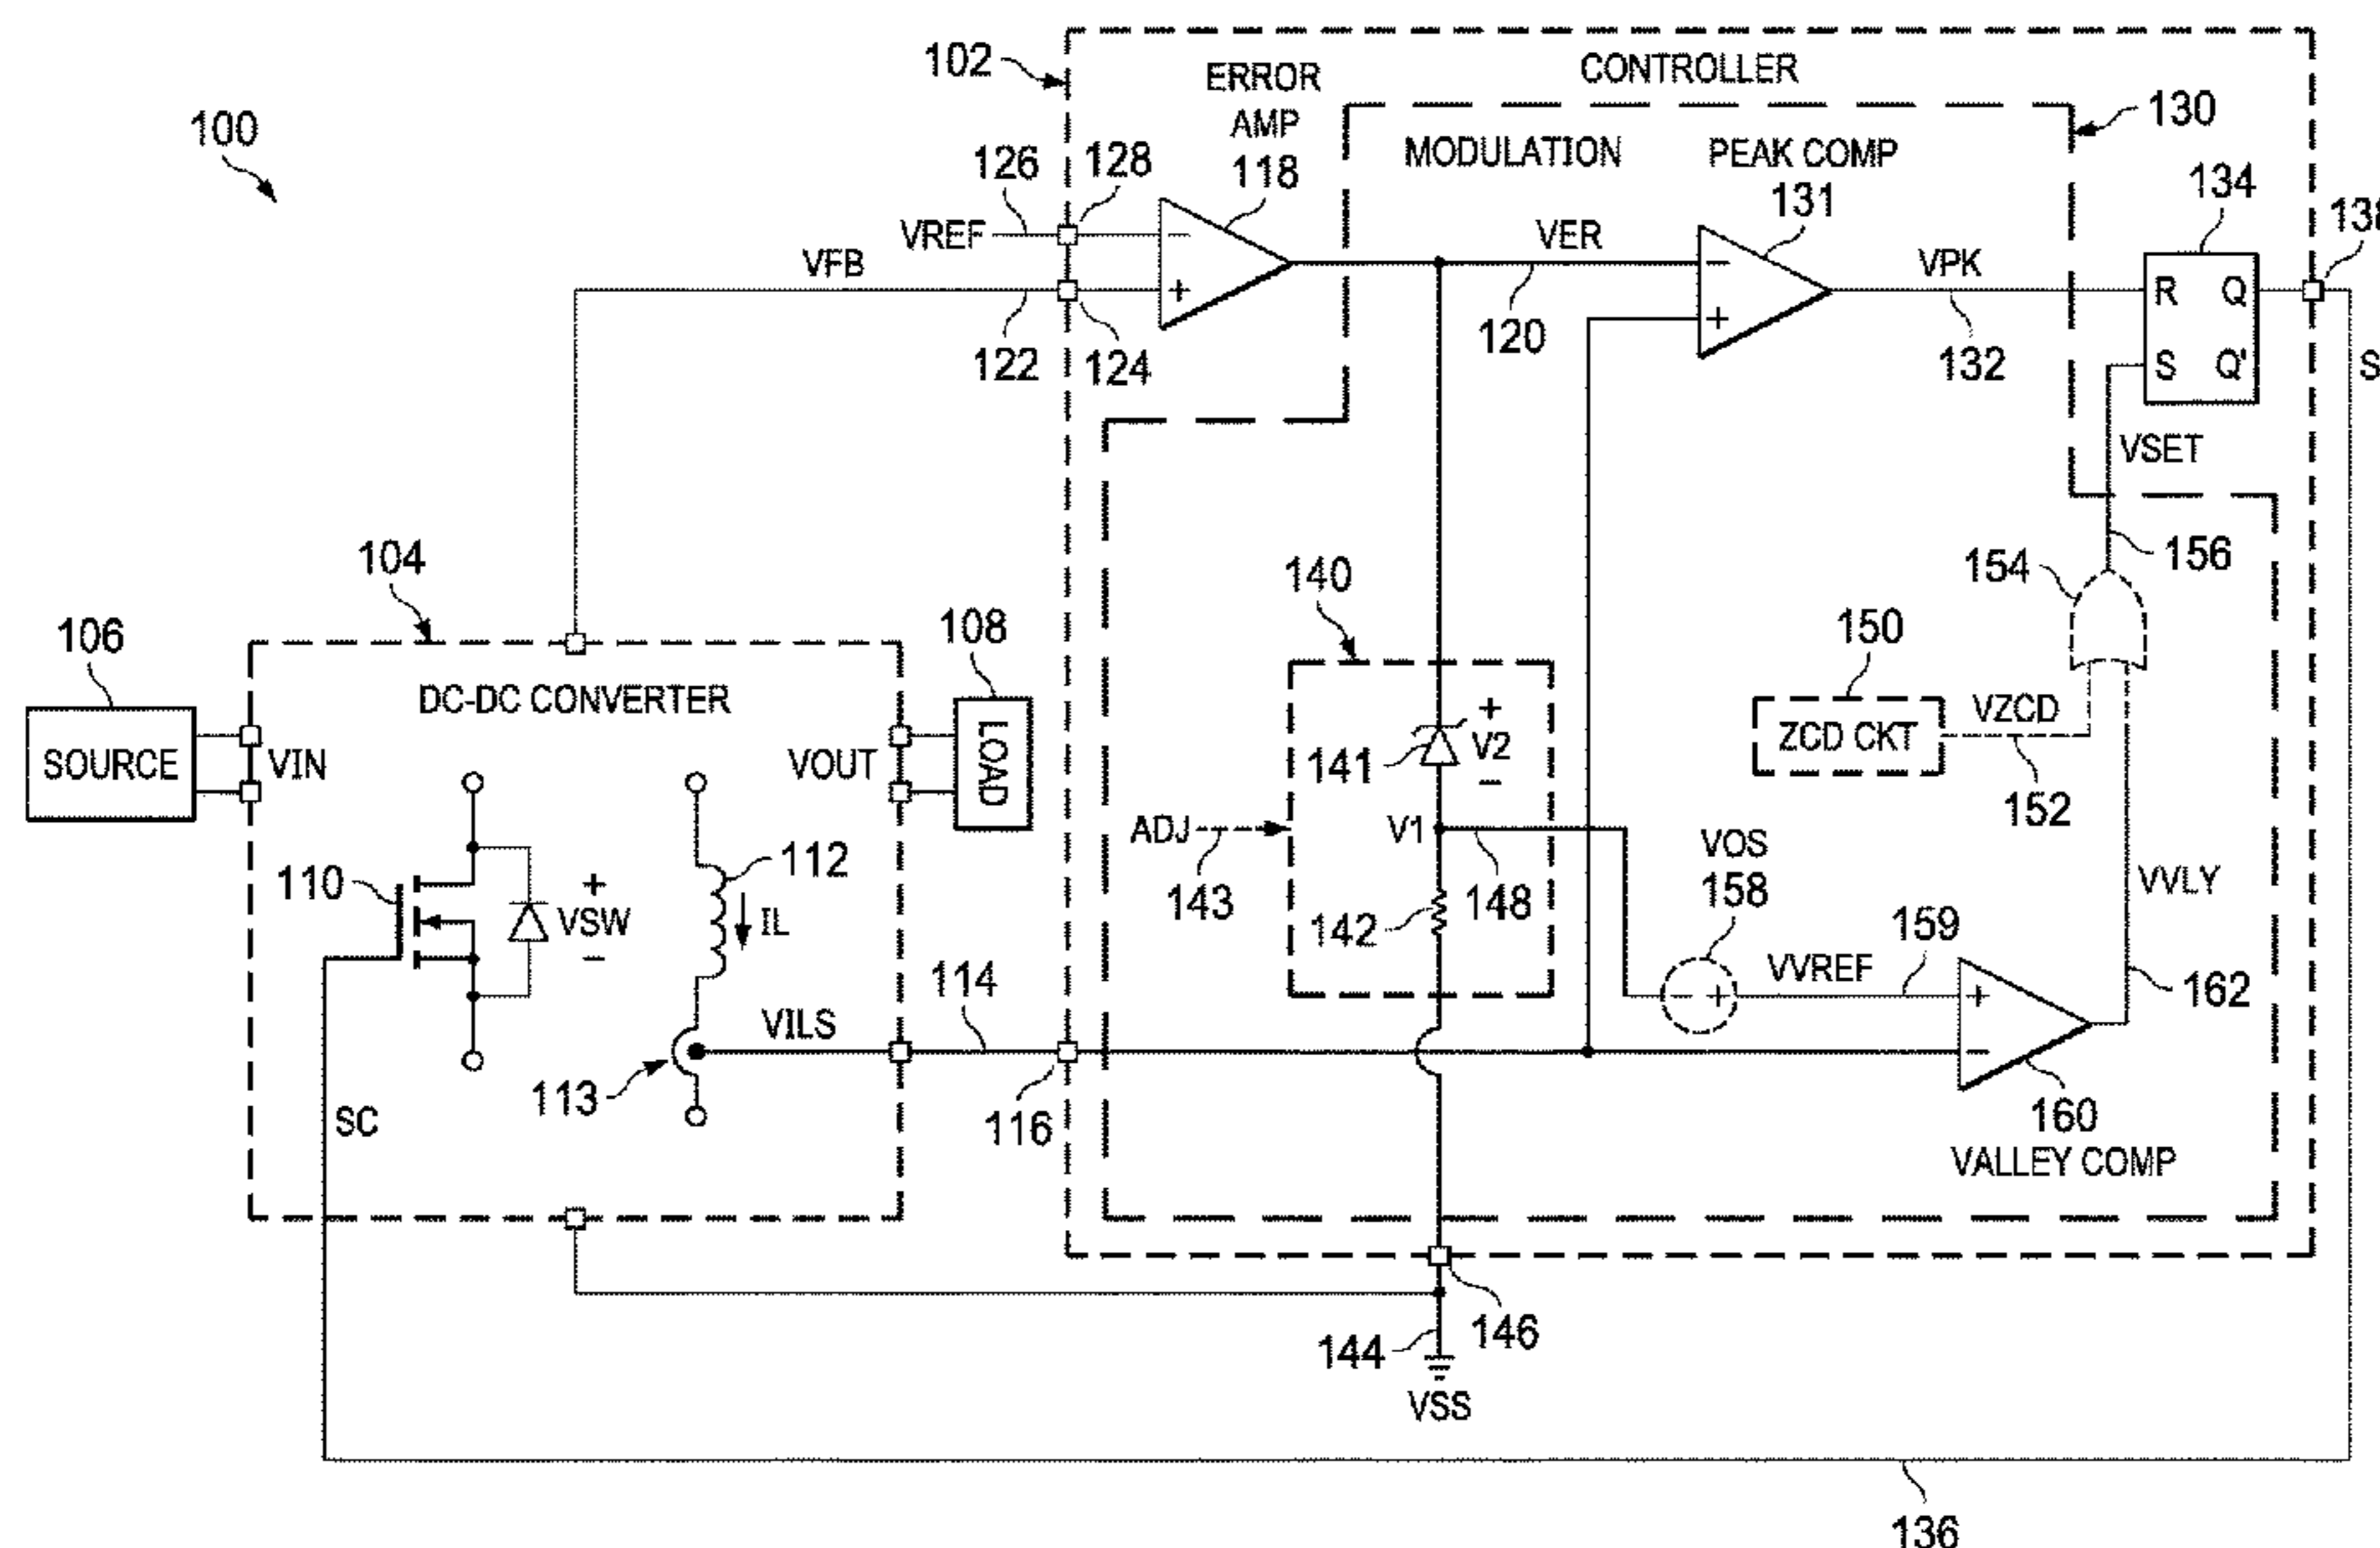 102
CONTROLLER
ERROR
AMP
118
100
130
MODULATION
PEAK COMP
126
128
131
134
VREF
VFB
VER
VPK
R
Q
S
Q'
−
+
−
+
122
124
120
132
VSET
104
140
154
156
106
108
150
SOURCE
VIN
DC-DC CONVERTER
VOUT
LOAD
141
+
V2
−
ZCD CKT
VZCD
152
ADJ
143
V1
148
142
VOS
158
VVLY
110
+
VSW
−
112
IL
VVREF
159
− +
+
−
162
114
VILS
113
116
SC
160
VALLEY COMP
146
144
VSS
136